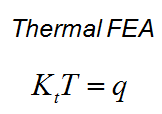 Thermal FEA
KₜT = q